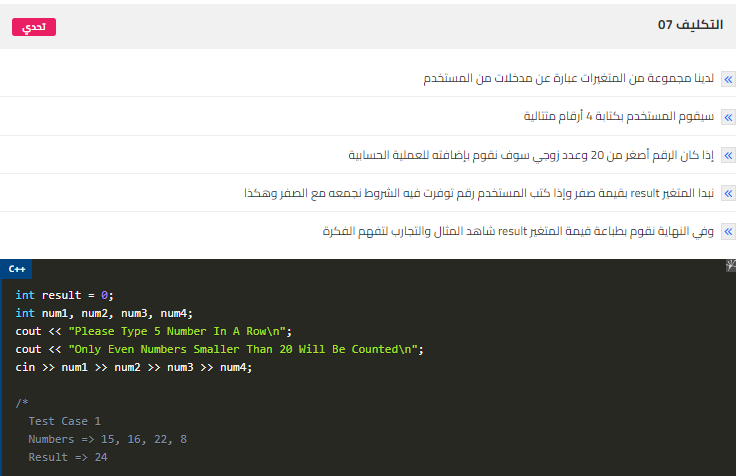 التكليف 07
تحدي
لدينا مجموعة من المتغيرات عبارة عن مدخلات من المستخدم
سيقوم المستخدم بكتابة 4 أرقام متتالية
إذا كان الرقم أصغر من 20 وعدد زوجي سوف نقوم بإضافته للعملية الحسابية
نبدا المتغير result بقيمة صفر وإذا كتب المستخدم رقم توفرت فيه الشروط نجمعه مع الصفر وهكذا
وفي النهاية نقوم بطباعة قيمة المتغير result شاهد المثال والتجارب لتفهم الفكرة
C++
int result = 0;
int num1, num2, num3, num4;
cout << "Please Type 5 Number In A Row\n";
cout << "Only Even Numbers Smaller Than 20 Will Be Counted\n";
cin >> num1 >> num2 >> num3 >> num4;
/*
Test Case 1
Numbers => 15, 16, 22, 8
Result => 24